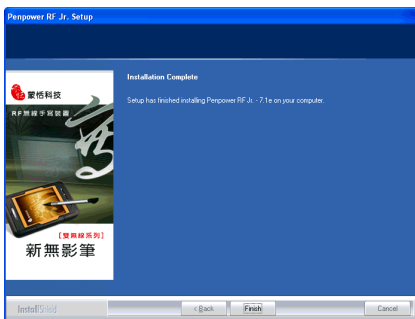 Penpower RF Jr. Setup
Installation Complete
Setup has finished installing Penpower RF Jr. - 7.1e on your computer.
蒙恬科技
RF無線手寫裝置
[雙無線系列]
新無影筆
InstallShield
< Back
Finish
Cancel